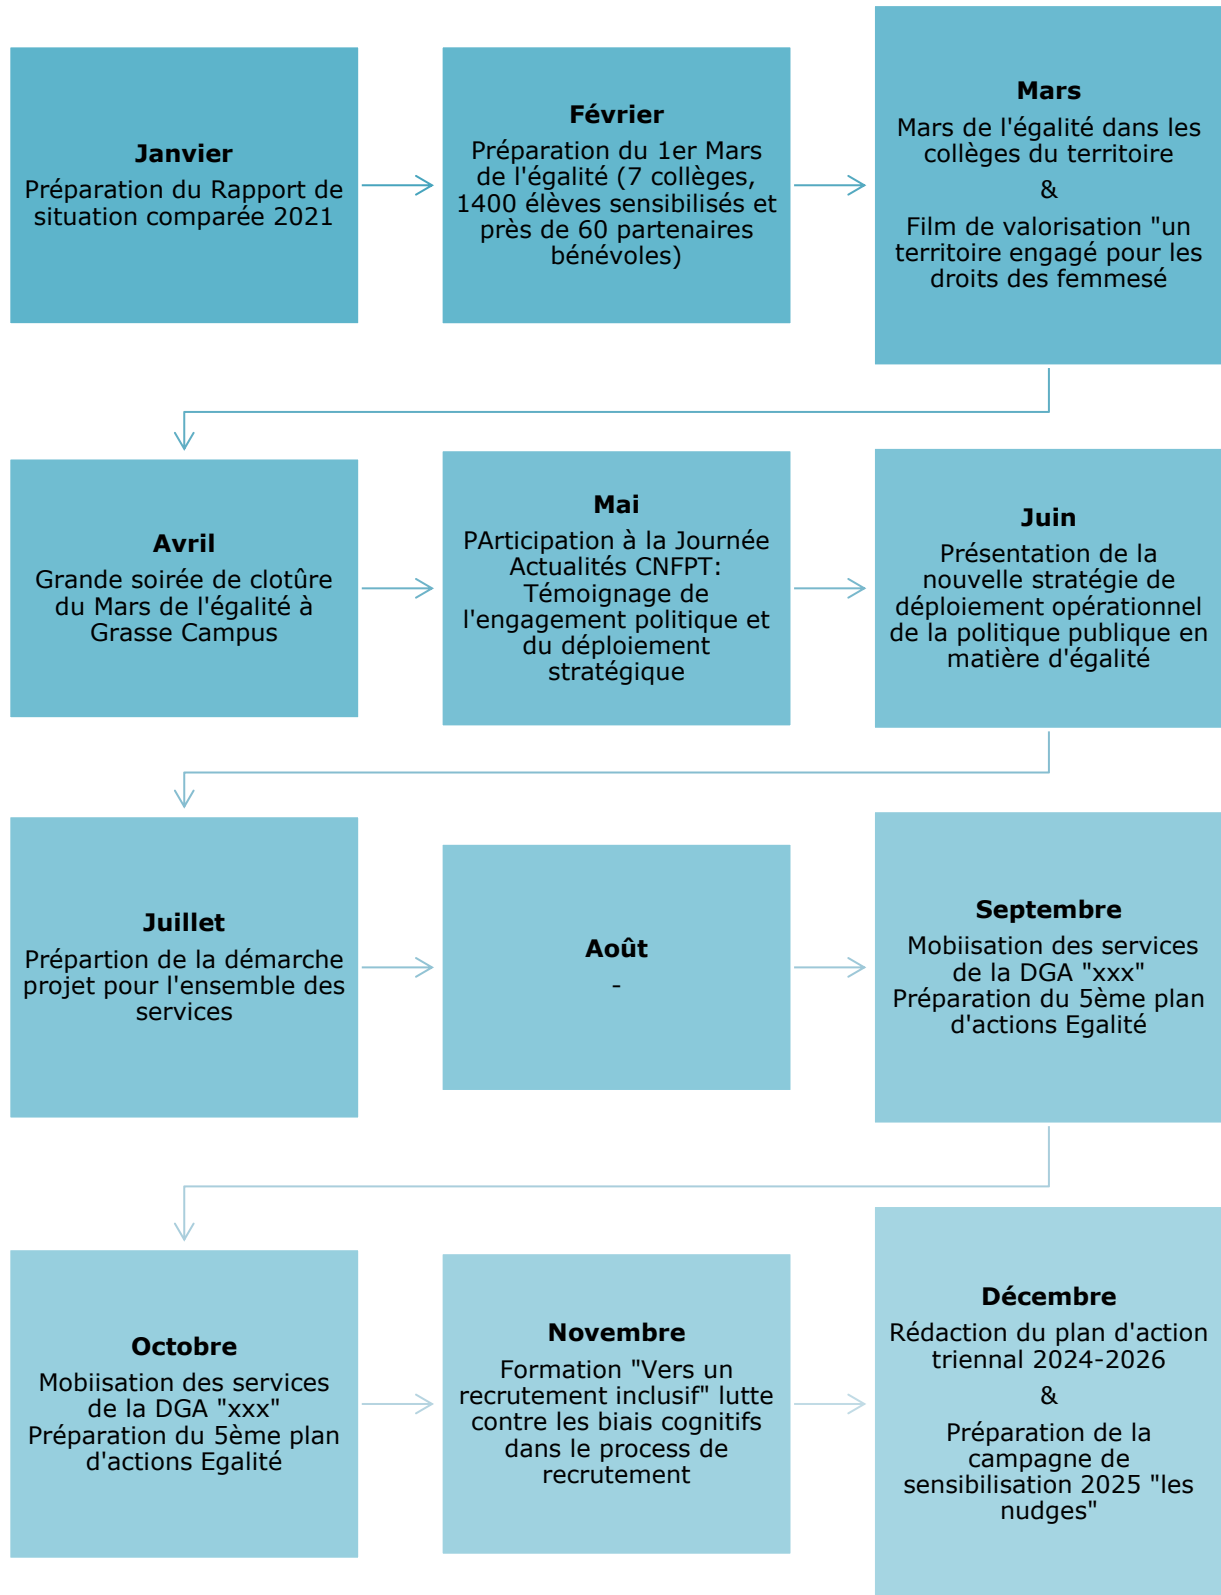 Janvier
Préparation du Rapport de
situation comparée 2021
Février
Préparation du 1er Mars
de l'égalité (7 collèges,
1400 élèves sensibilisés et
près de 60 partenaires
bénévoles)
Mars
Mars de l'égalité dans les
collèges du territoire
&
Film de valorisation "un
territoire engagé pour les
droits des femmesé
Avril
Grande soirée de clotûre
du Mars de l'égalité à
Grasse Campus
Mai
PArticipation à la Journée
Actualités CNFPT:
Témoignage de
l'engagement politique et
du déploiement
stratégique
Juin
Présentation de la
nouvelle stratégie de
déploiement opérationnel
de la politique publique en
matière d'égalité
Juillet
Prépartion de la démarche
projet pour l'ensemble des
services
Août
-
Septembre
Mobiisation des services
de la DGA "xxx"
Préparation du 5ème plan
d'actions Egalité
Octobre
Mobiisation des services
de la DGA "xxx"
Préparation du 5ème plan
d'actions Egalité
Novembre
Formation "Vers un
recrutement inclusif" lutte
contre les biais cognitifs
dans le process de
recrutement
Décembre
Rédaction du plan d'action
triennal 2024-2026
&
Préparation de la
campagne de
sensibilisation 2025 "les
nudges"